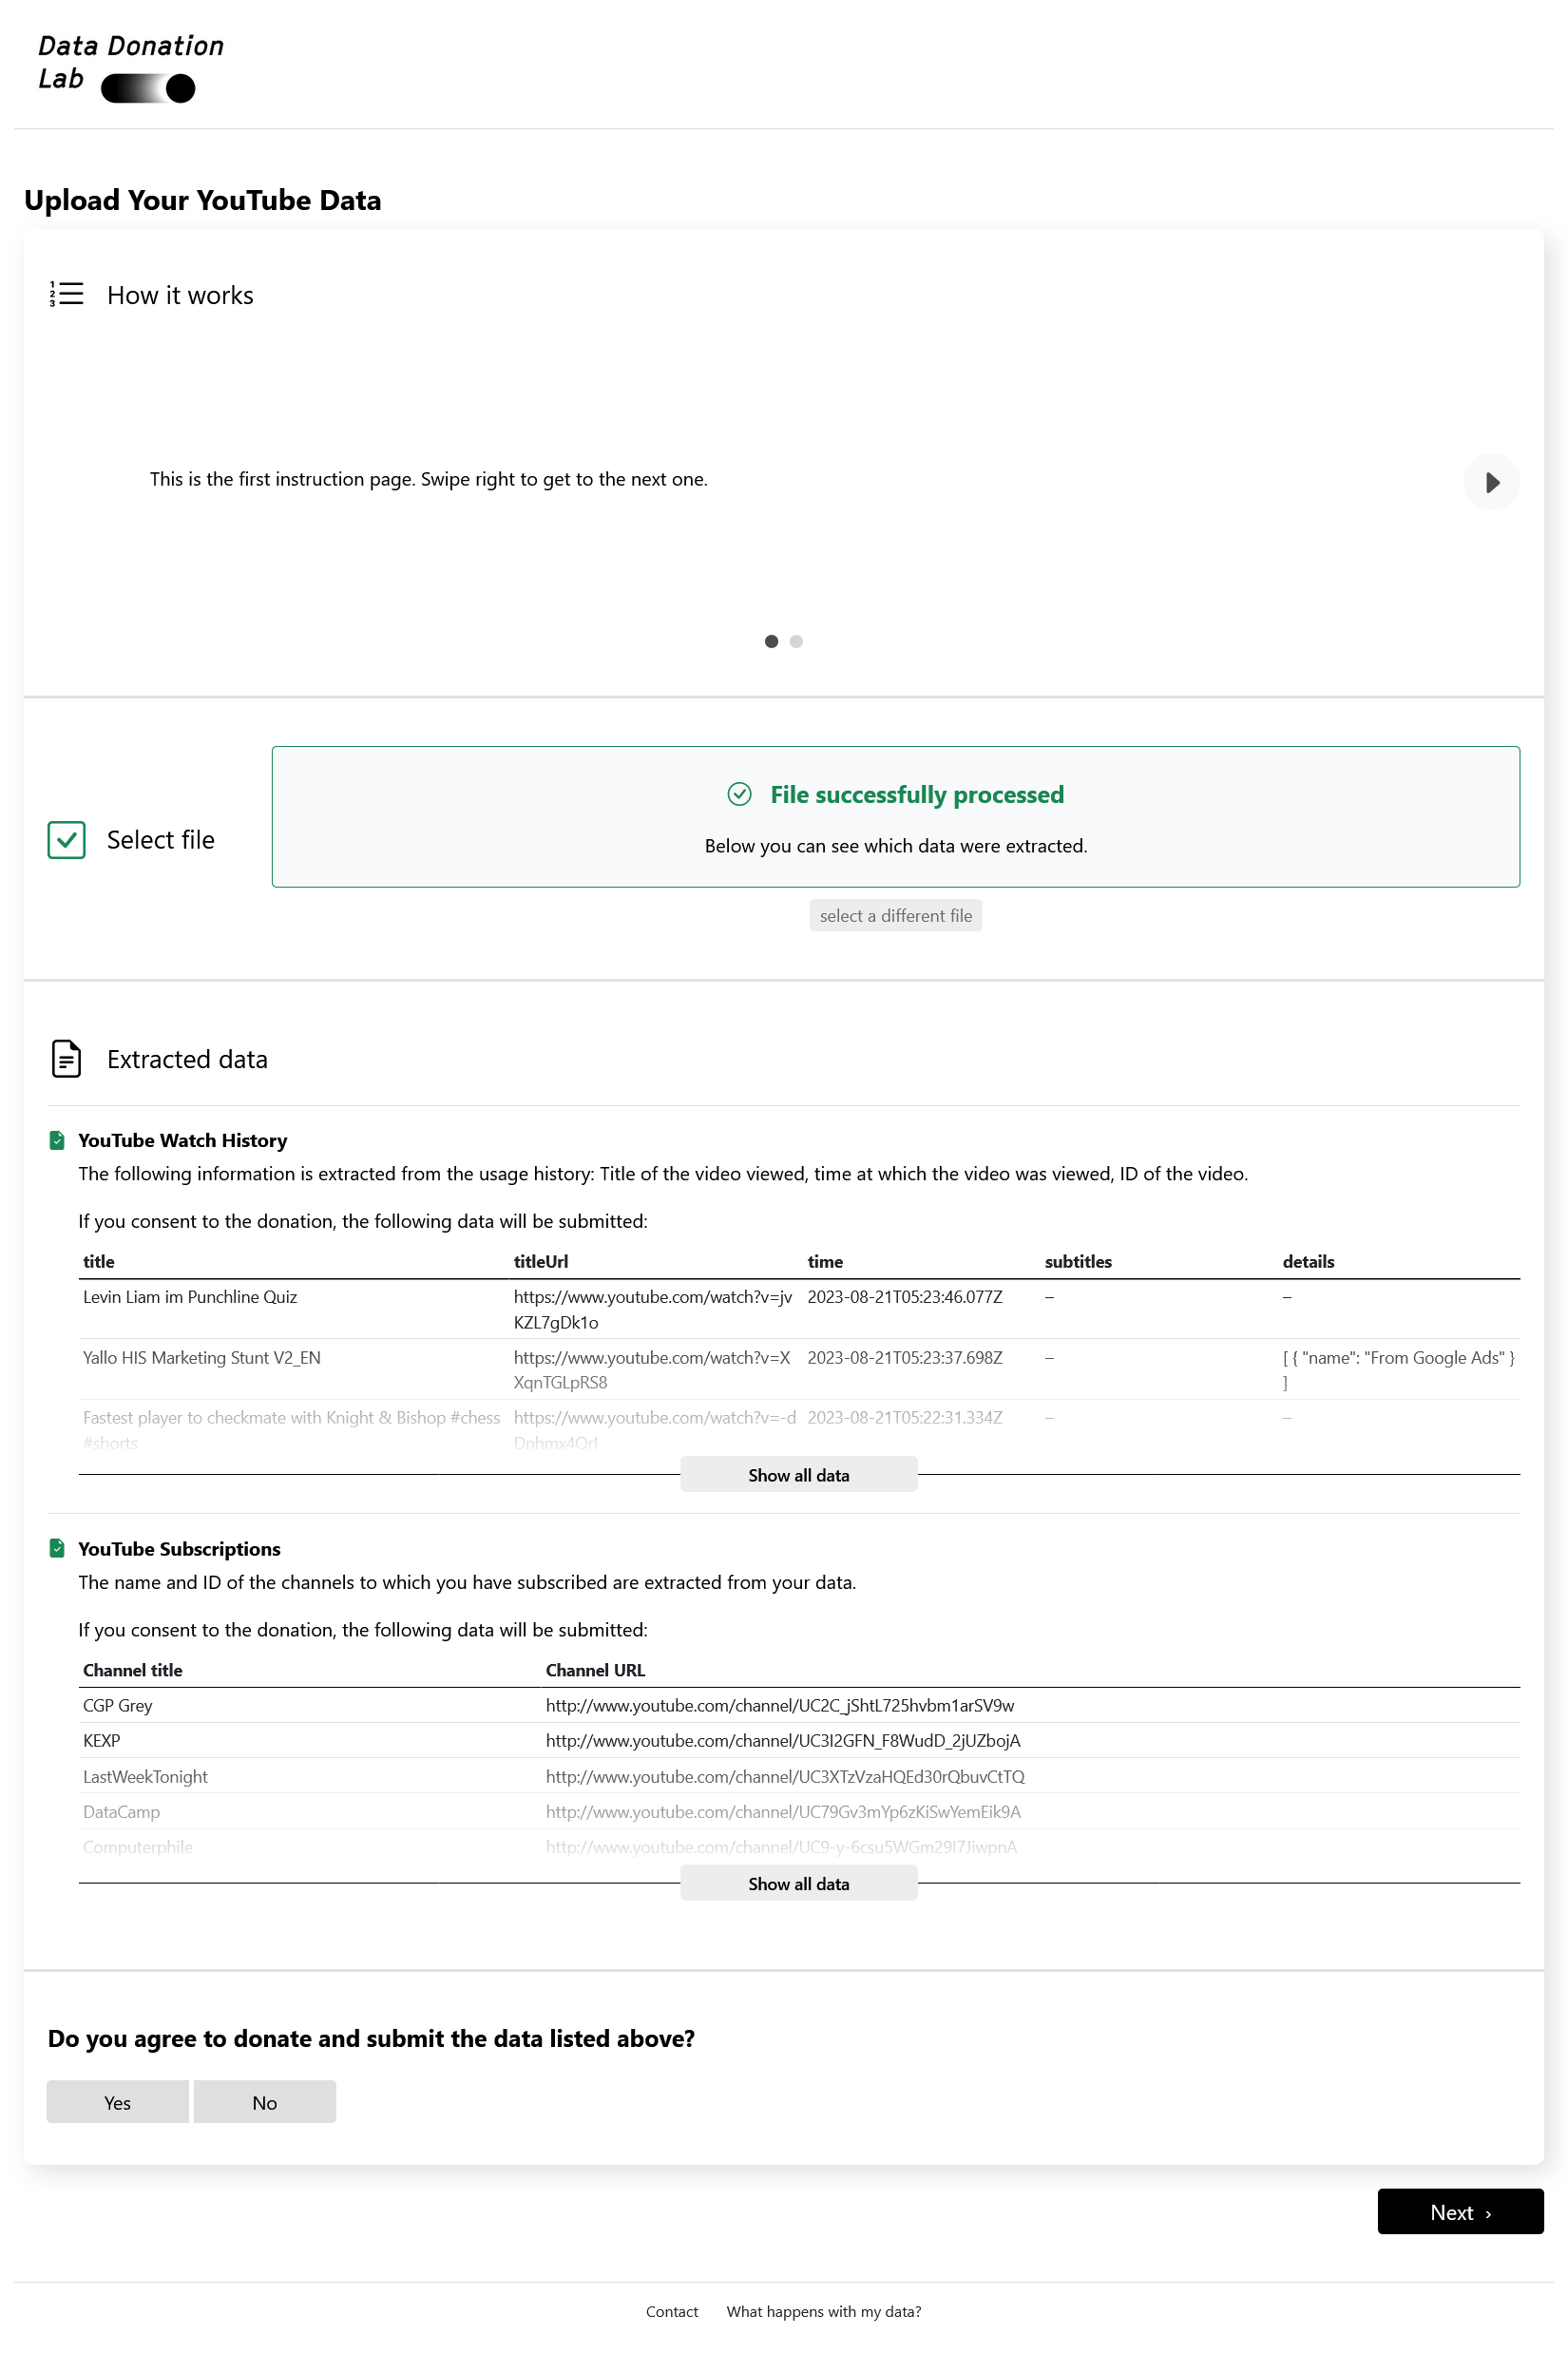 Data Donation
Lab
Upload Your YouTube Data
1
2
3
How it works
This is the first instruction page. Swipe right to get to the next one.
Select file
File successfully processed
Below you can see which data were extracted.
select a different file
Extracted data
YouTube Watch History
The following information is extracted from the usage history: Title of the video viewed, time at which the video was viewed, ID of the video.
If you consent to the donation, the following data will be submitted:
title titleUrl time subtitles details
Levin Liam im Punchline Quiz https://www.youtube.com/watch?v=jv 2023-08-21T05:23:46.077Z – –
KZL7gDk1o
Yallo HIS Marketing Stunt V2_EN https://www.youtube.com/watch?v=X 2023-08-21T05:23:37.698Z – [ { "name": "From Google Ads" }
XqnTGLpRS8 ]
Fastest player to checkmate with Knight & Bishop #chess https://www.youtube.com/watch?v=-d 2023-08-21T05:22:31.334Z – –
#shorts
Show all data
YouTube Subscriptions
The name and ID of the channels to which you have subscribed are extracted from your data.
If you consent to the donation, the following data will be submitted:
Channel title Channel URL
CGP Grey http://www.youtube.com/channel/UC2C_jShtL725hvbm1arSV9w
KEXP http://www.youtube.com/channel/UC3I2GFN_F8WudD_2jUZbojA
LastWeekTonight http://www.youtube.com/channel/UC3XTzVzaHQEd30rQbuvCtTQ
DataCamp http://www.youtube.com/channel/UC79Gv3mYp6zKiSwYemEik9A
Computerphile http://www.youtube.com/channel/UC9-y-6csu5WGm29I7JiwpnA
Show all data
Do you agree to donate and submit the data listed above?
Yes No
Next ›
Contact What happens with my data?